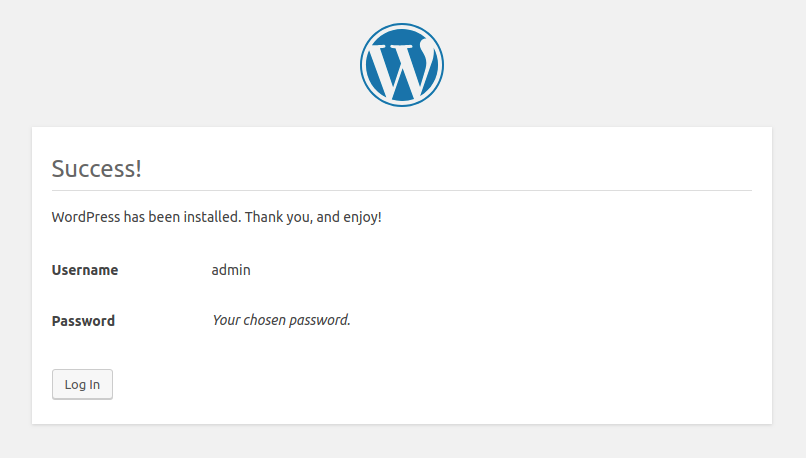 Success!
WordPress has been installed. Thank you, and enjoy!
Username admin
Password Your chosen password.
Log In